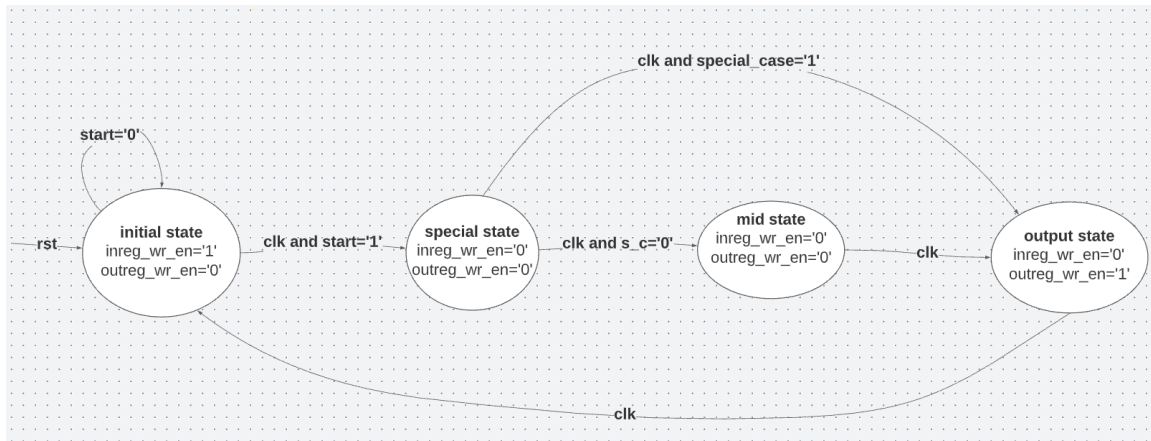 clk and special_case='1'
start='0'
rst
initial state
inreg_wr_en='1'
outreg_wr_en='0'
clk and start='1'
special state
inreg_wr_en='0'
outreg_wr_en='0'
clk and s_c='0'
mid state
inreg_wr_en='0'
outreg_wr_en='0'
clk
output state
inreg_wr_en='0'
outreg_wr_en='1'
clk